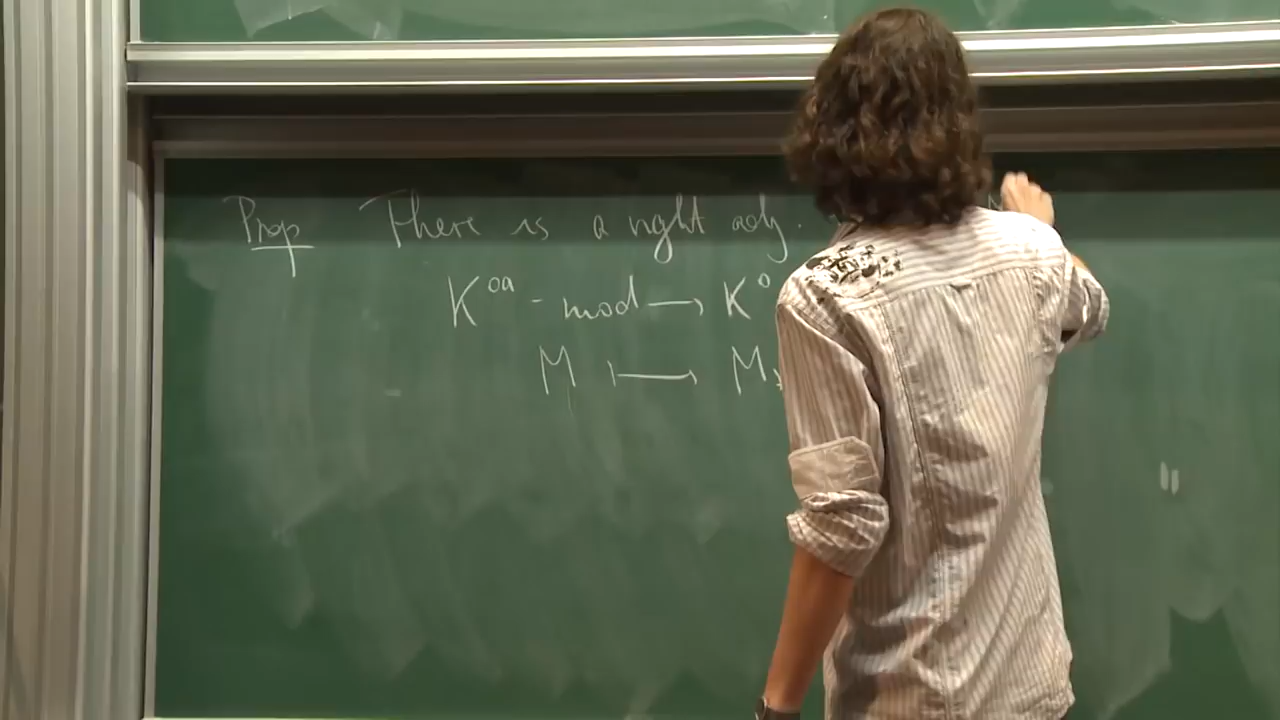 Prop There is a right adj.
K^{oa} - mod → K^o
M ↦ M